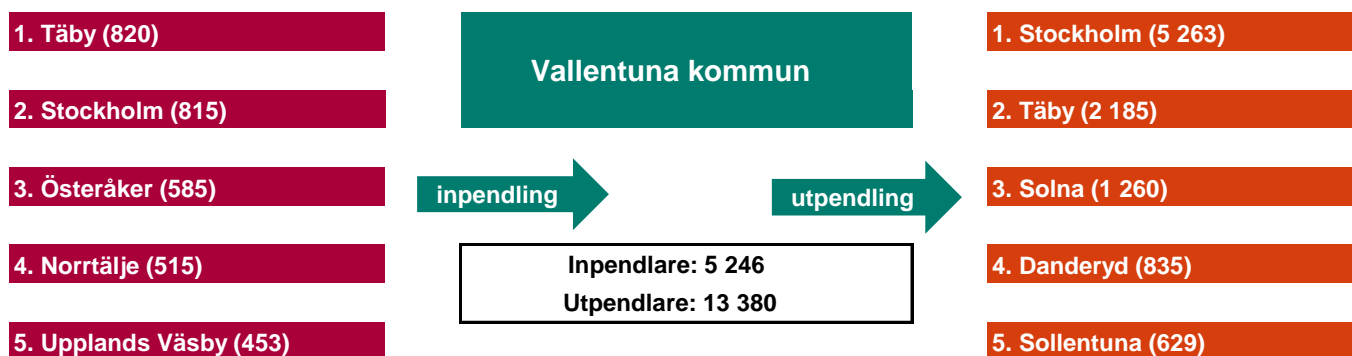 1. Täby (820)
2. Stockholm (815)
3. Österåker (585)
4. Norrtälje (515)
5. Upplands Väsby (453)
Vallentuna kommun
inpendling
utpendling
Inpendlare: 5 246
Utpendlare: 13 380
1. Stockholm (5 263)
2. Täby (2 185)
3. Solna (1 260)
4. Danderyd (835)
5. Sollentuna (629)